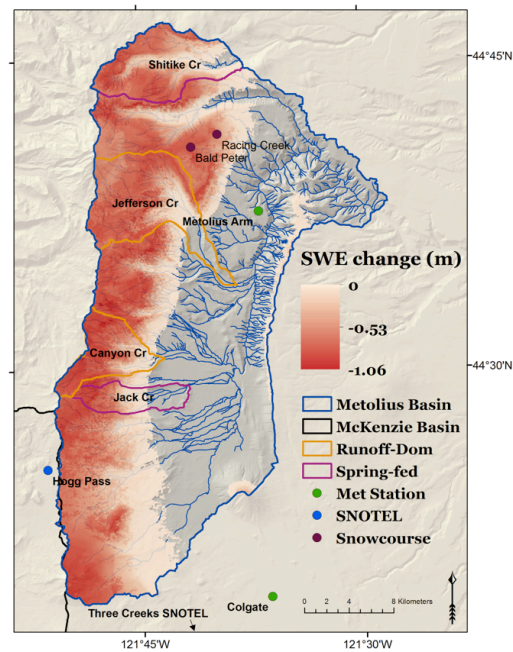 Shitike Cr
44°45'N
Racing Creek
Bald Peter
Jefferson Cr
Metolius Arm
SWE change (m)
0
-0.53
-1.06
44°30'N
Canyon Cr
Jack Cr
Metolius Basin
McKenzie Basin
Runoff-Dom
Spring-fed
Met Station
SNOTEL
Snowcourse
Hogg Pass
Colgate
0 2 4 8 Kilometers
Three Creeks SNOTEL
121°45'W
121°30'W